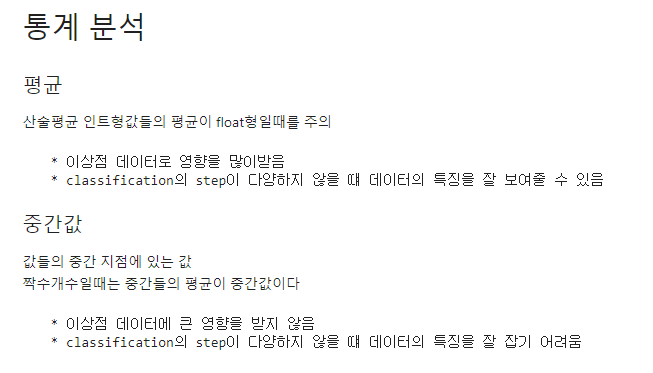 통계 분석
평균
산술평균 인트형값들의 평균이 float형일때를 주의
* 이상점 데이터로 영향을 많이받음
* classification의 step이 다양하지 않을 때 데이터의 특징을 잘 보여줄 수 있음
중간값
값들의 중간 지점에 있는 값
짝수개수일때는 중간들의 평균이 중간값이다
* 이상점 데이터에 큰 영향을 받지 않음
* classification의 step이 다양하지 않을 때 데이터의 특징을 잘 잡기 어려움